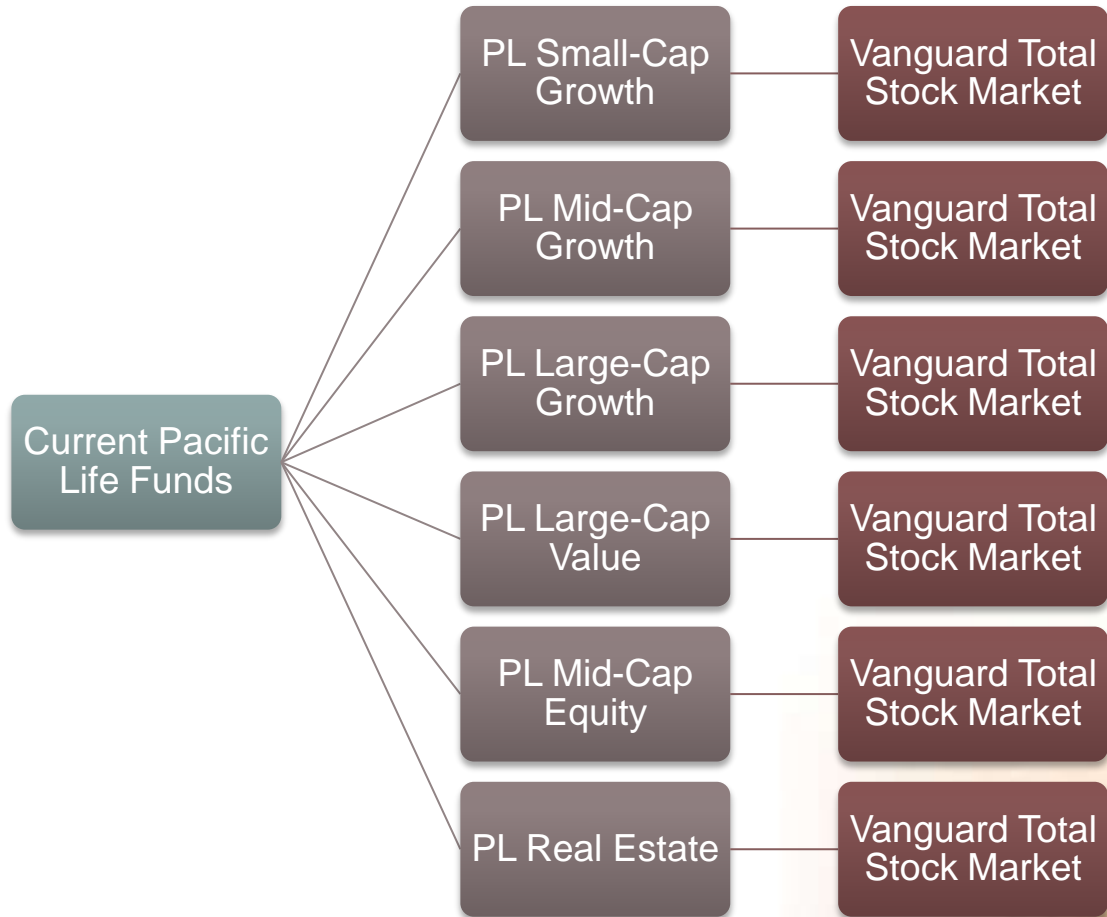 Current Pacific
Life Funds
PL Small-Cap
Growth
Vanguard Total
Stock Market
PL Mid-Cap
Growth
Vanguard Total
Stock Market
PL Large-Cap
Growth
Vanguard Total
Stock Market
PL Large-Cap
Value
Vanguard Total
Stock Market
PL Mid-Cap
Equity
Vanguard Total
Stock Market
PL Real Estate
Vanguard Total
Stock Market